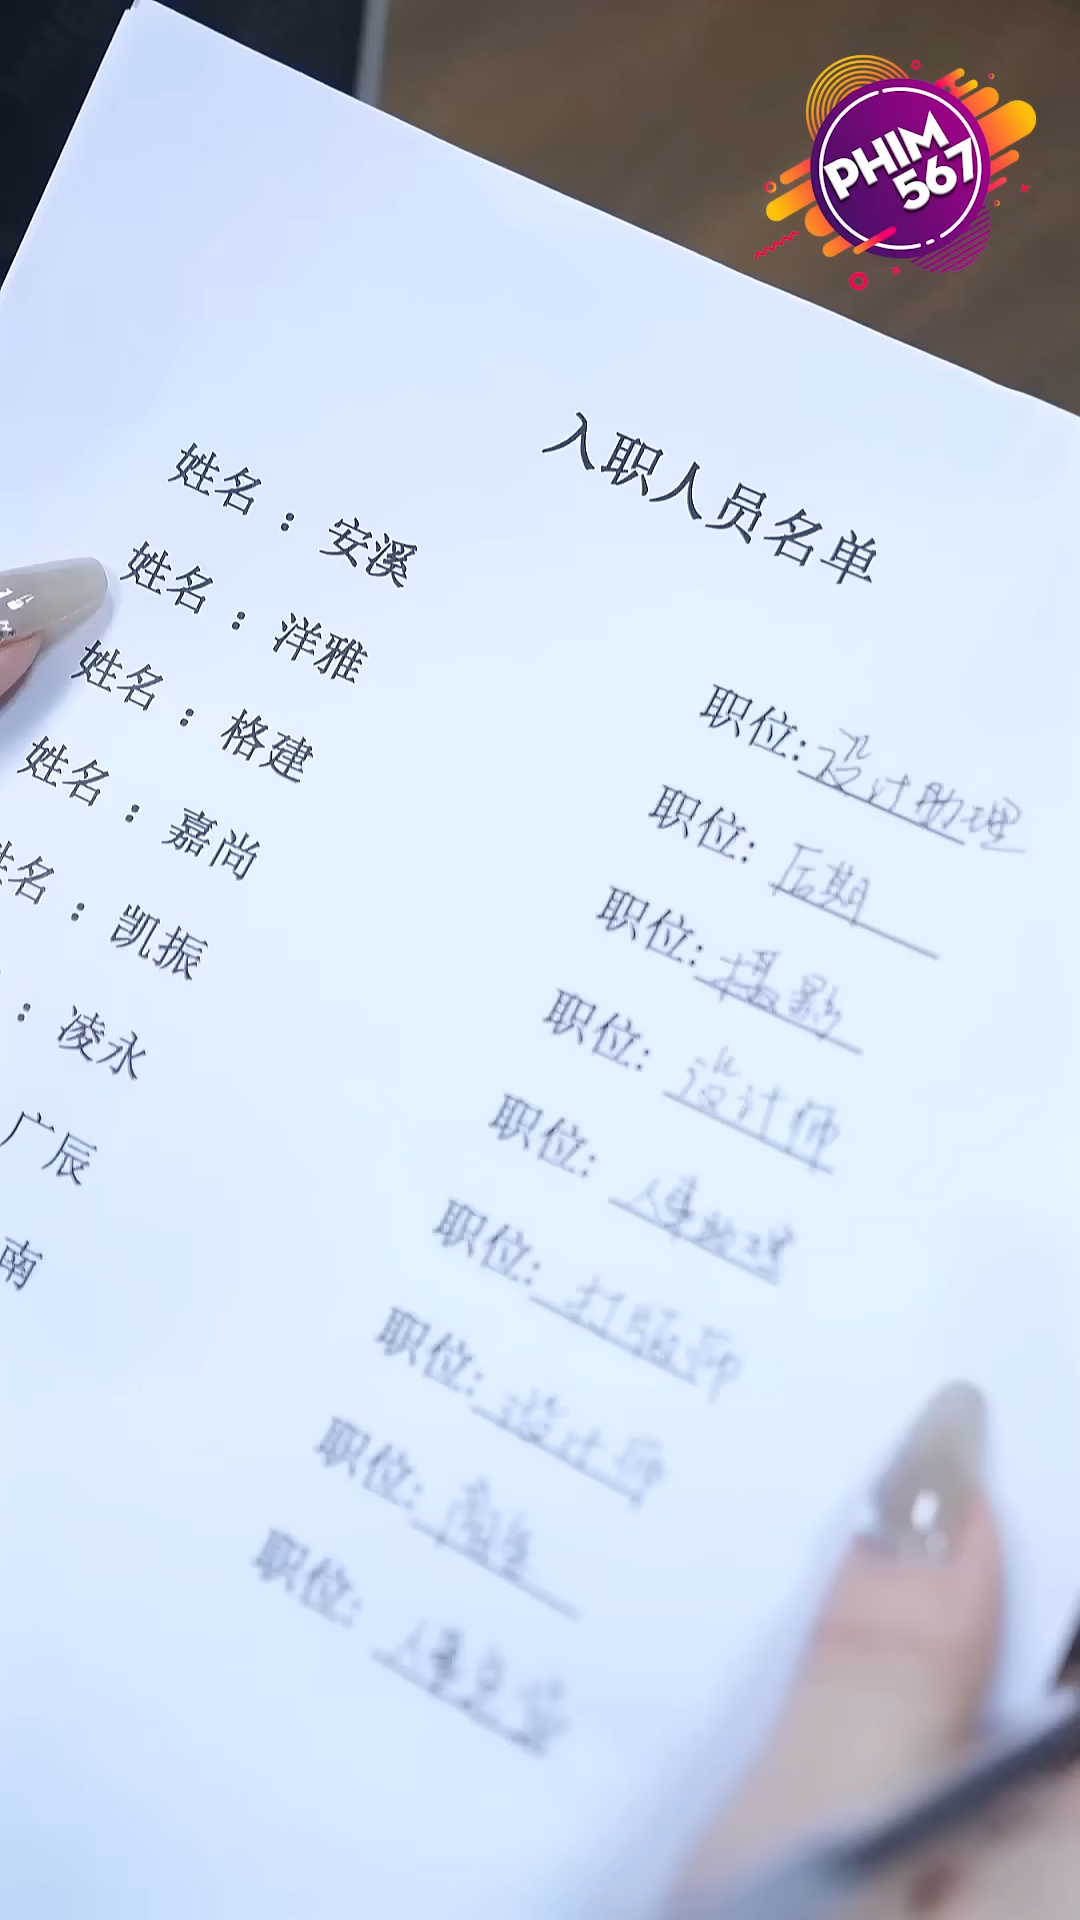 PHIM
567
入职人员名单
姓名：安溪
职位:设计助理
姓名：洋雅
职位:后期
姓名：格建
职位:摄影
姓名：嘉尚
职位:设计师
姓名：凯振
职位:人事助理
：凌永
职位:打版师
广辰
职位:设计师
南
职位:
职位:人事